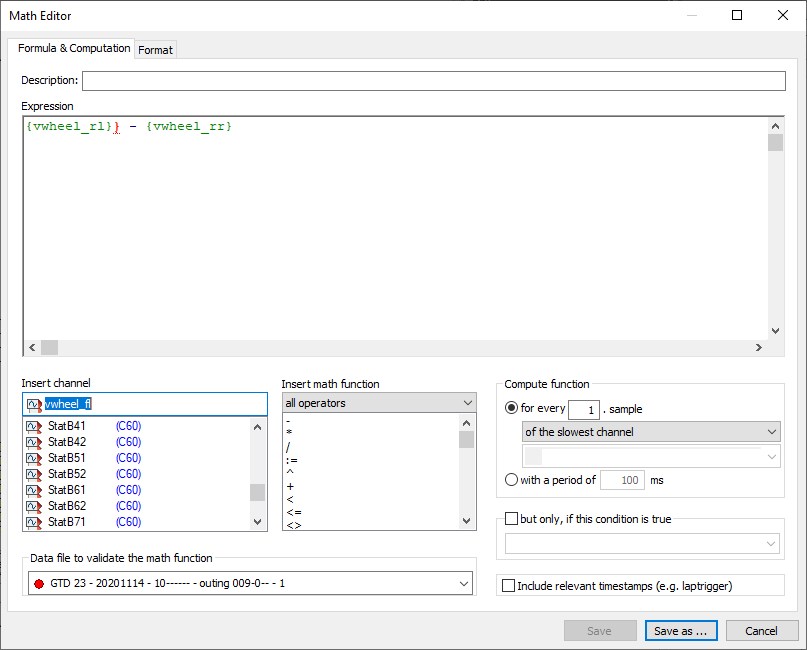 Math Editor
Formula & Computation Format
Description:
Expression
{vwheel_rl}} - {vwheel_rr}
Insert channel
vwheel_fl
StatB41 (C60)
StatB42 (C60)
StatB51 (C60)
StatB52 (C60)
StatB61 (C60)
StatB62 (C60)
StatB71 (C60)
Insert math function
all operators
-
*
/
:=
^
+
<
<=
<>
Compute function
for every 1 . sample
of the slowest channel
with a period of 100 ms
but only, if this condition is true
Data file to validate the math function
GTD 23 - 20201114 - 10------ - outing 009-0-- - 1
Include relevant timestamps (e.g. laptrigger)
Save Save as ... Cancel